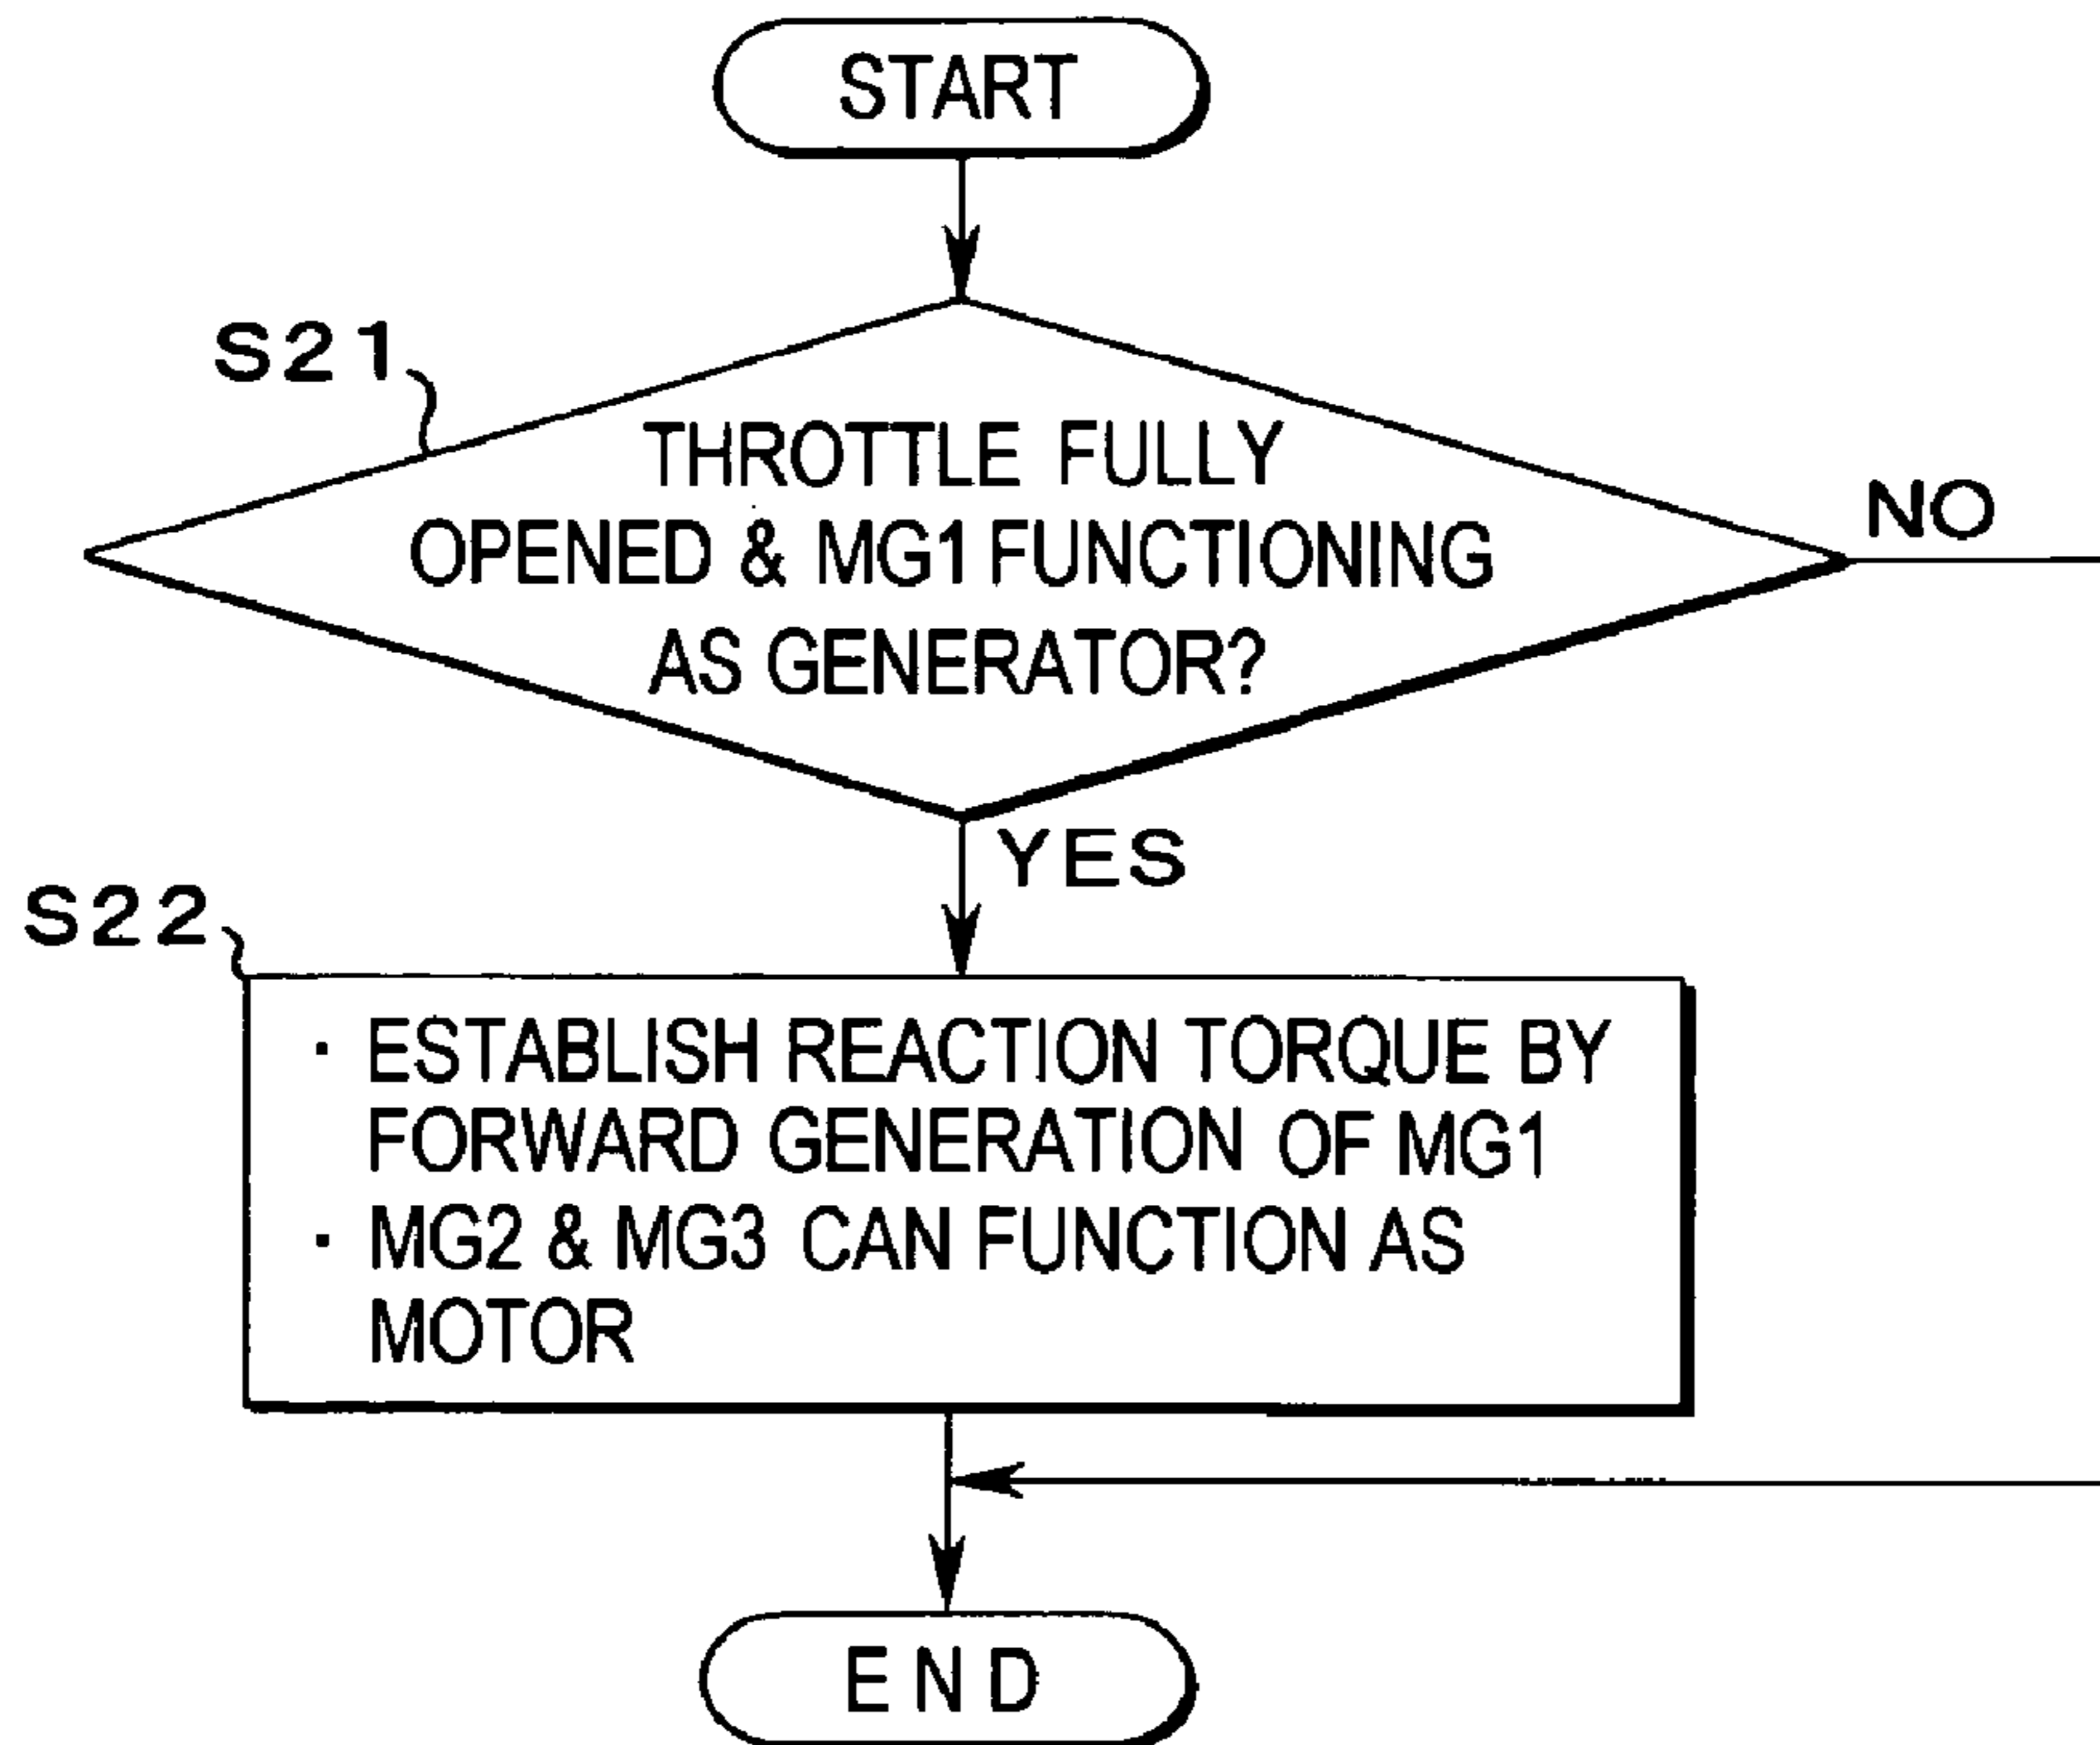 START
S21
THROTTLE FULLY
OPENED & MG1 FUNCTIONING
AS GENERATOR?
NO
YES
S22
· ESTABLISH REACTION TORQUE BY
FORWARD GENERATION OF MG1
· MG2 & MG3 CAN FUNCTION AS
MOTOR
END